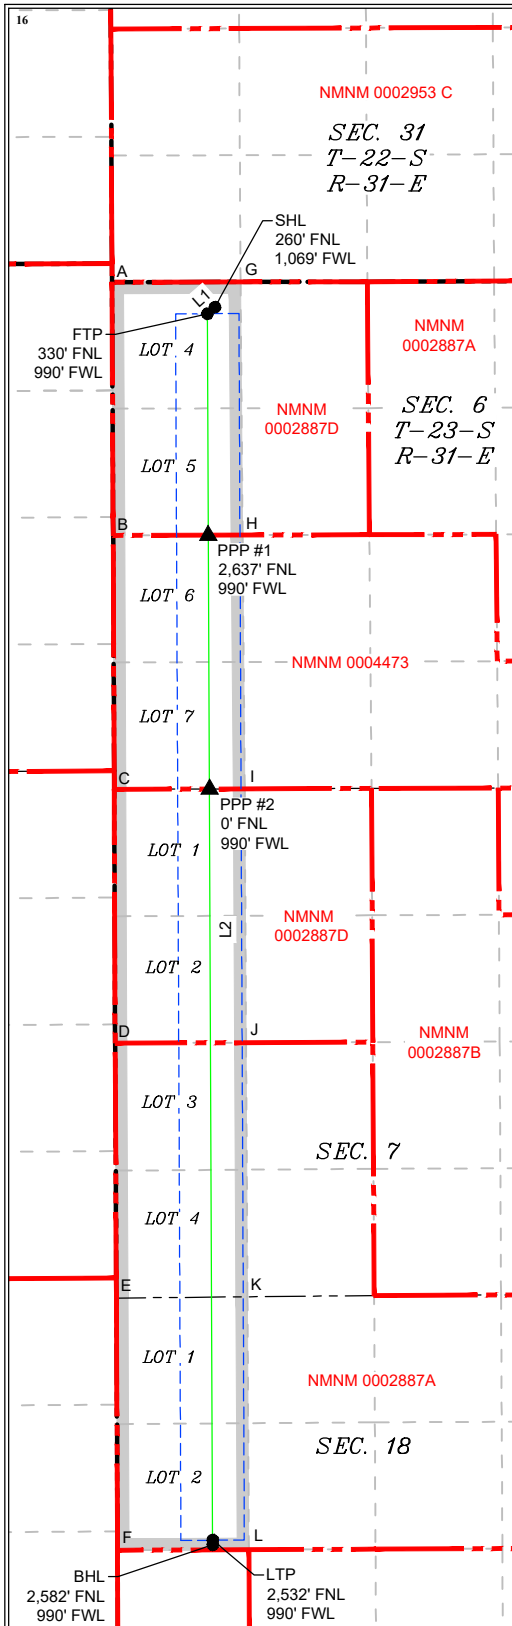 16
NMNM 0002953 C
SEC. 31
T-22-S
R-31-E
SHL
260' FNL
1,069' FWL
A
G
L1
FTP
330' FNL
990' FWL
LOT 4
NMNM
0002887A
NMNM
0002887D
SEC. 6
T-23-S
R-31-E
LOT 5
B
H
PPP #1
2,637' FNL
990' FWL
LOT 6
NMNM 0004473
LOT 7
C
I
PPP #2
0' FNL
990' FWL
LOT 1
L2
NMNM
0002887D
LOT 2
D
J
NMNM
0002887B
LOT 3
SEC. 7
LOT 4
E
K
LOT 1
NMNM 0002887A
SEC. 18
LOT 2
F
L
BHL
2,582' FNL
990' FWL
LTP
2,532' FNL
990' FWL